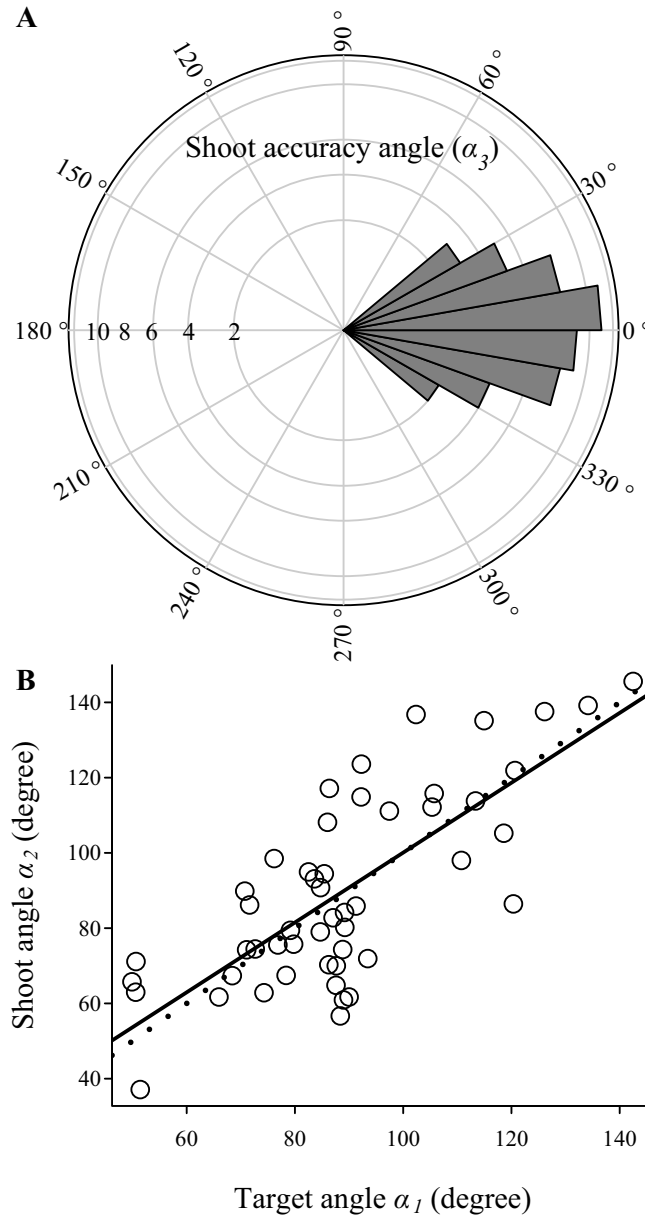 A
90 °
120 °
60 °
Shoot accuracy angle (α3)
150 °
30 °
180 °
10 8 6 4 2
0 °
210 °
330 °
240 °
300 °
270 °
B
140
120
100
80
60
40
Shoot angle α2 (degree)
60 80 100 120 140
Target angle α1 (degree)